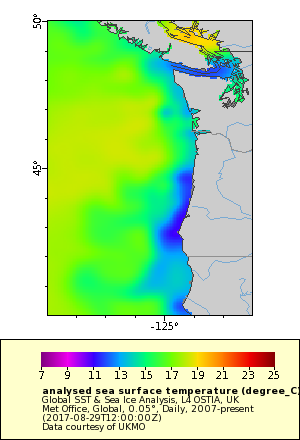 50°
45°
-125°
7 9 11 13 15 17 19 21 23 25
analysed sea surface temperature (degree_C)
Global SST & Sea Ice Analysis, L4 OSTIA, UK
Met Office, Global, 0.05°, Daily, 2007-present
(2017-08-29T12:00:00Z)
Data courtesy of UKMO